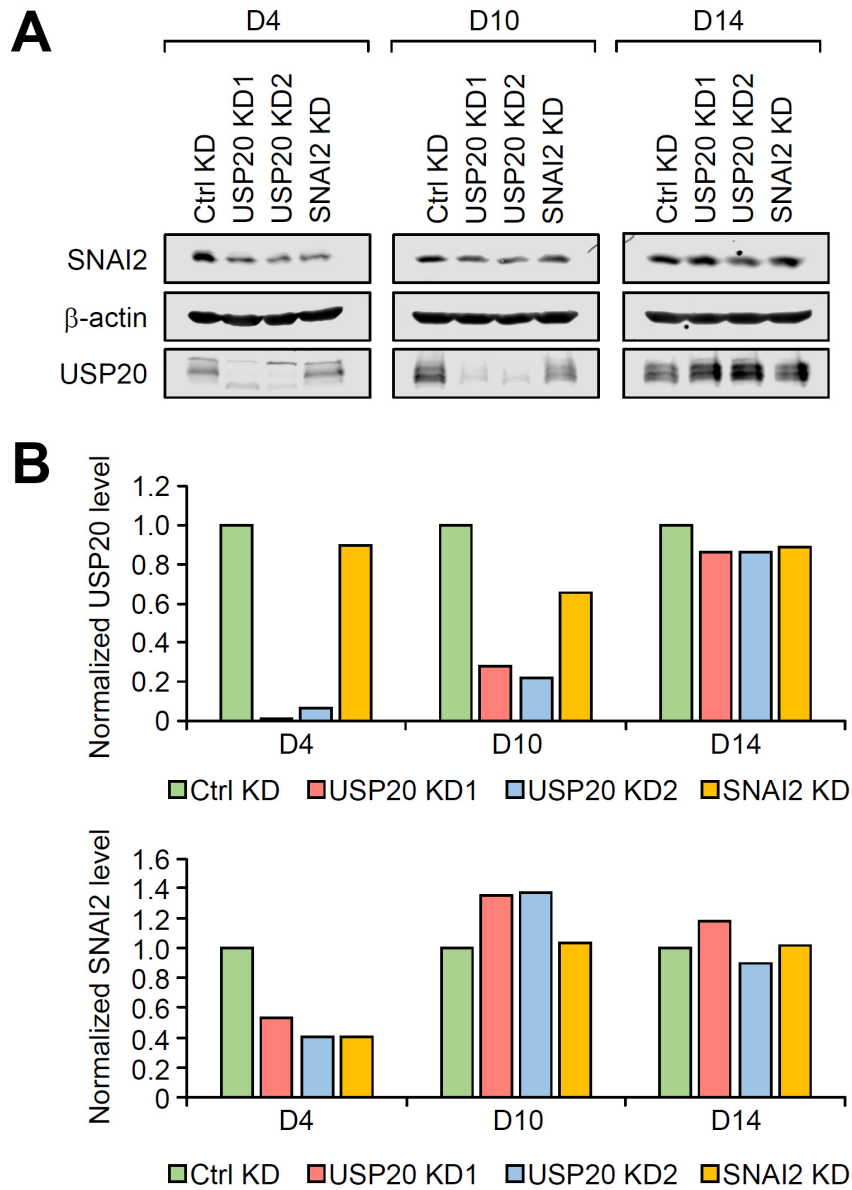 A
D4 D10 D14
Ctrl KD USP20 KD1 USP20 KD2 SNAI2 KD Ctrl KD USP20 KD1 USP20 KD2 SNAI2 KD Ctrl KD USP20 KD1 USP20 KD2 SNAI2 KD
SNAI2
β-actin
USP20
B
Normalized USP20 level
1.2
1.0
0.8
0.6
0.4
0.2
0
D4 D10 D14
Ctrl KD USP20 KD1 USP20 KD2 SNAI2 KD
Normalized SNAI2 level
1.6
1.4
1.2
1.0
0.8
0.6
0.4
0.2
0
D4 D10 D14
Ctrl KD USP20 KD1 USP20 KD2 SNAI2 KD